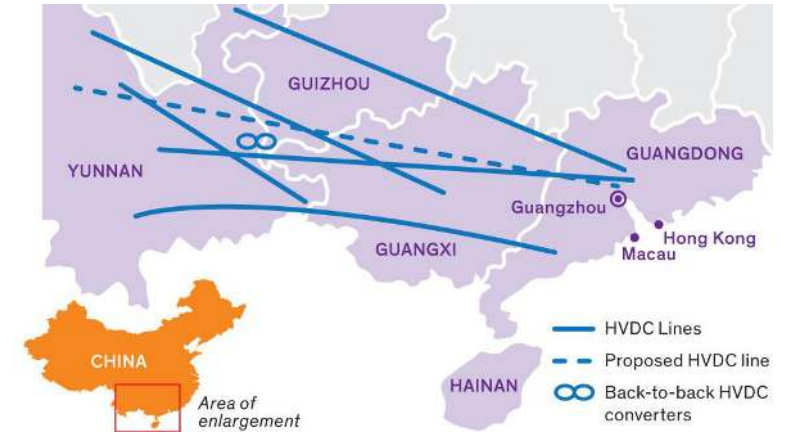 GUIZHOU
GUANGDONG
YUNNAN
Guangzhou
Hong Kong
Macau
GUANGXI
HVDC Lines
Proposed HVDC line
Back-to-back HVDC
converters
HAINAN
CHINA
Area of
enlargement